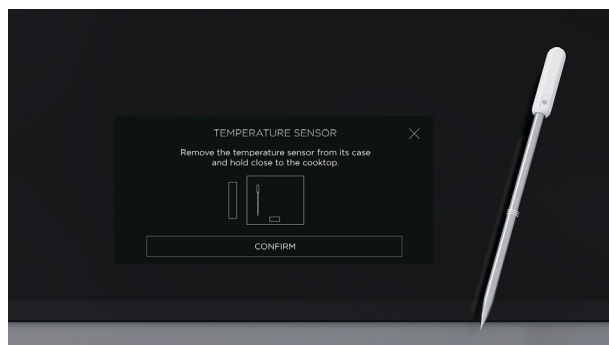 TEMPERATURE SENSOR
Remove the temperature sensor from its case
and hold close to the cooktop.
CONFIRM